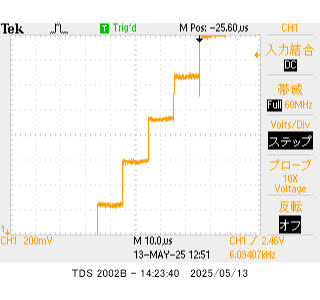 Tek Trig'd M Pos: -25.60μs CH1
入力結合
DC
帯域
Full 60MHz
Volts/Div
ステップ
プローブ
10X
Voltage
反転
オフ
1
CH1 200mV M 10.0μs CH1 / 2.46V
13-MAY-25 12:51 6.09407kHz
TDS 2002B - 14:23:40 2025/05/13